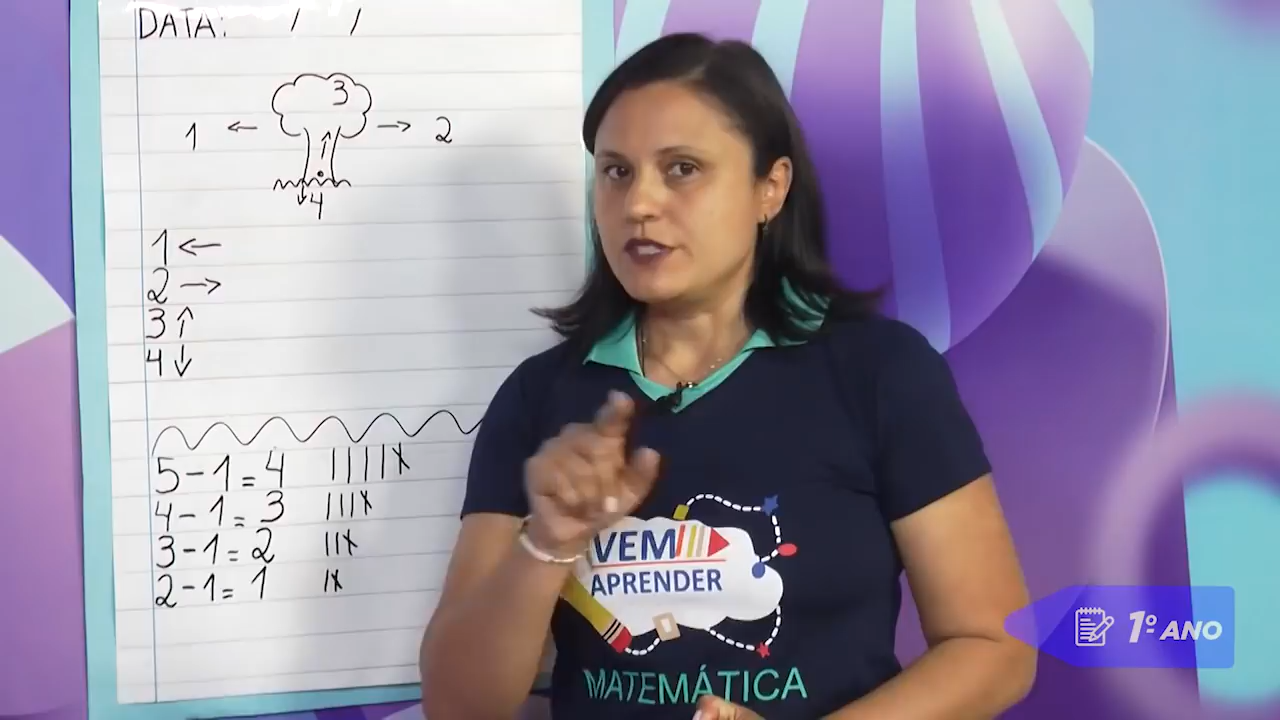 DATA: / /
3
1 ← → 2
↑
↓ 4
1 ←
2 →
3 ↑
4 ↓
5-1=4 ||||x
4-1=3 |||x
3-1=2 ||x
2-1=1 |x
VEM
APRENDER
MATEMÁTICA
1º ANO